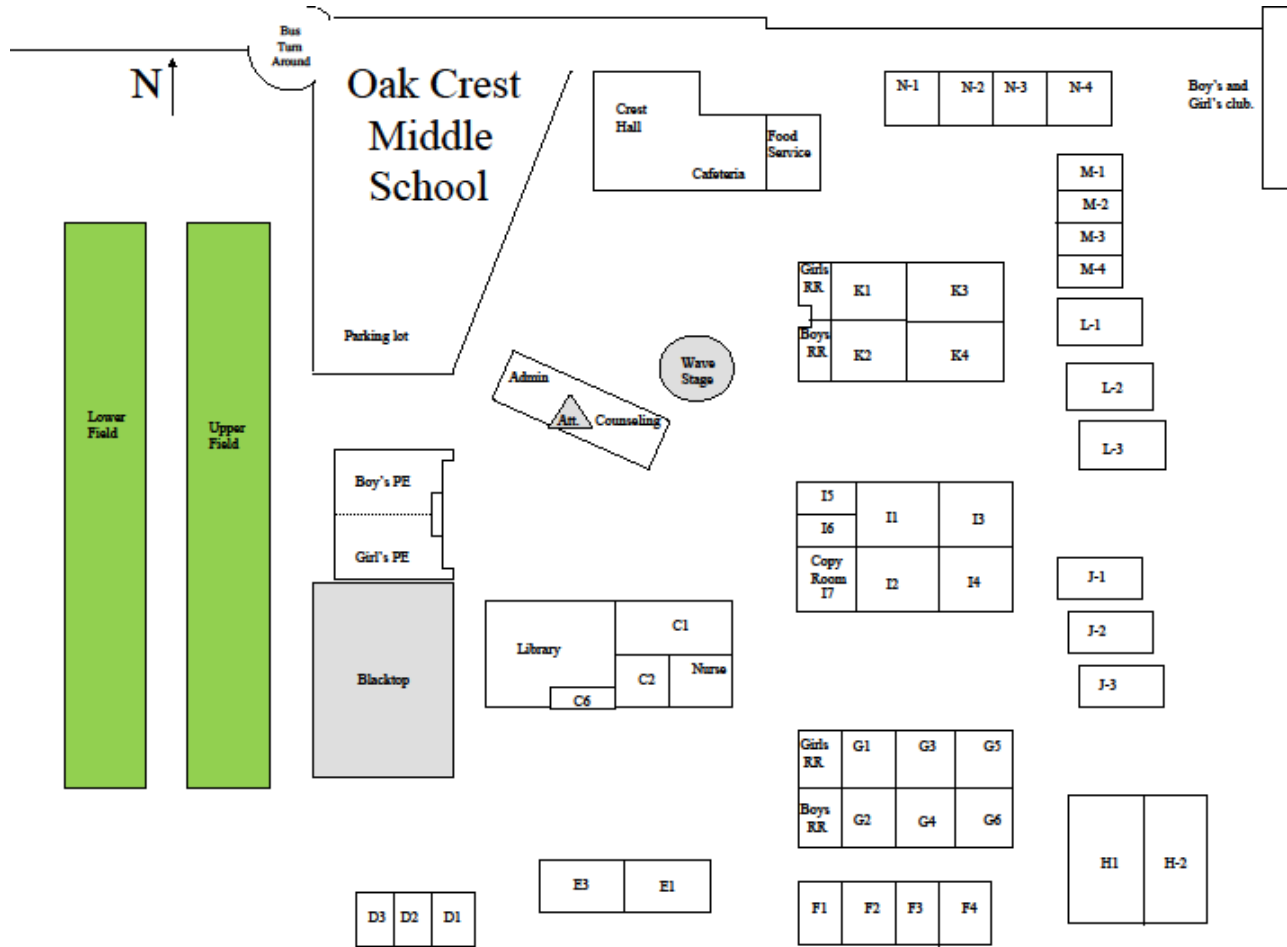 Bus
Turn
Around
N
Oak Crest
Middle
School
Crest
Hall
Food
Service
Cafeteria
N-1
N-2
N-3
N-4
Boy's and
Girl's club.
M-1
M-2
M-3
M-4
Girls
RR
K1
K3
Boys
RR
K2
K4
L-1
L-2
L-3
Parking lot
Wave
Stage
Admin
Att.
Counseling
Lower
Field
Upper
Field
Boy's PE
Girl's PE
I5
I6
I1
I3
Copy
Room
I7
I2
I4
J-1
J-2
J-3
Library
C1
C2
Nurse
C6
Blacktop
Girls
RR
G1
G3
G5
Boys
RR
G2
G4
G6
H1
H-2
E3
E1
D3
D2
D1
F1
F2
F3
F4